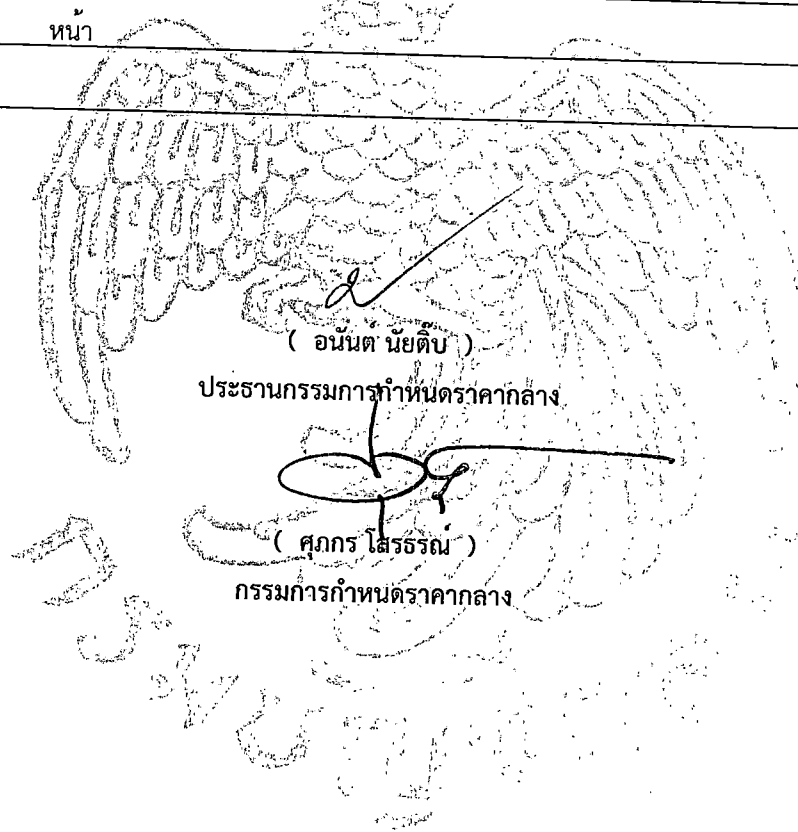 หน้า
( อนันต์ นัยติ๊บ )
ประธานกรรมการกำหนดราคากลาง
( ศุภกร โสรธรณ์ )
กรรมการกำหนดราคากลาง